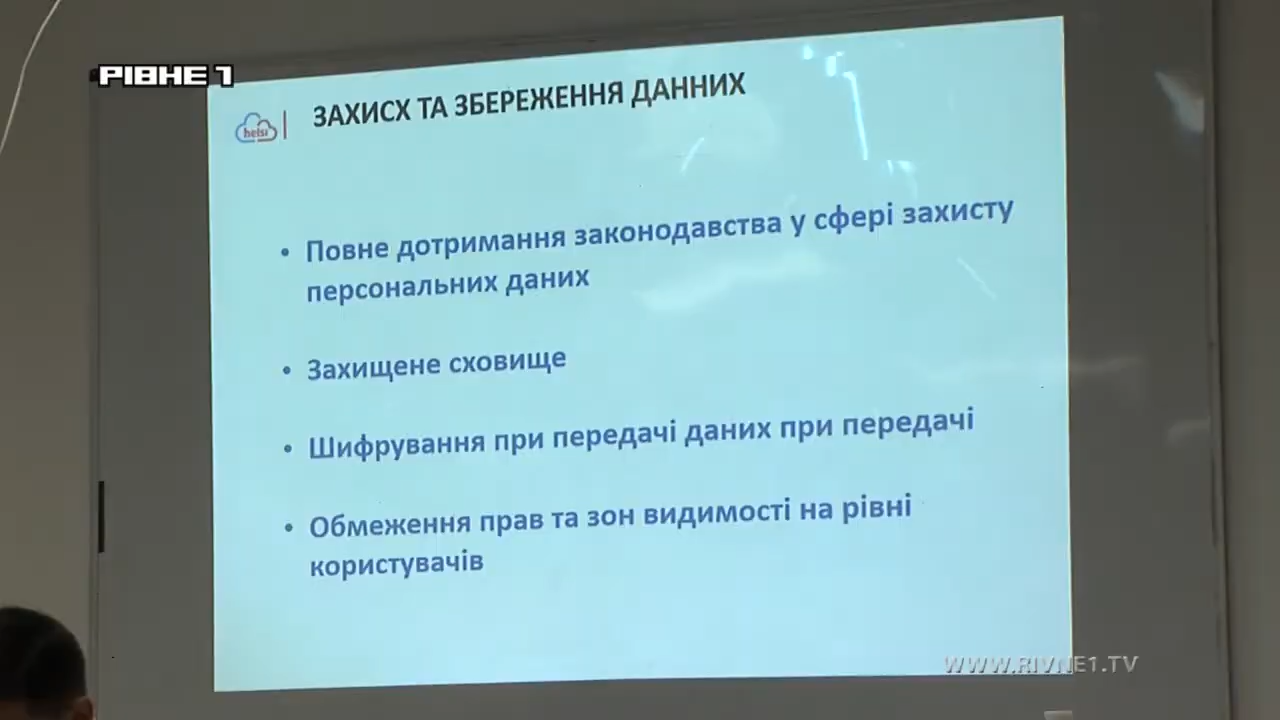 РІВНЕ 1
helsi
ЗАХИСХ ТА ЗБЕРЕЖЕННЯ ДАННИХ
• Повне дотримання законодавства у сфері захисту
персональних даних
• Захищене сховище
• Шифрування при передачі даних при передачі
• Обмеження прав та зон видимості на рівні
користувачів
WWW.RIVNE1.TV